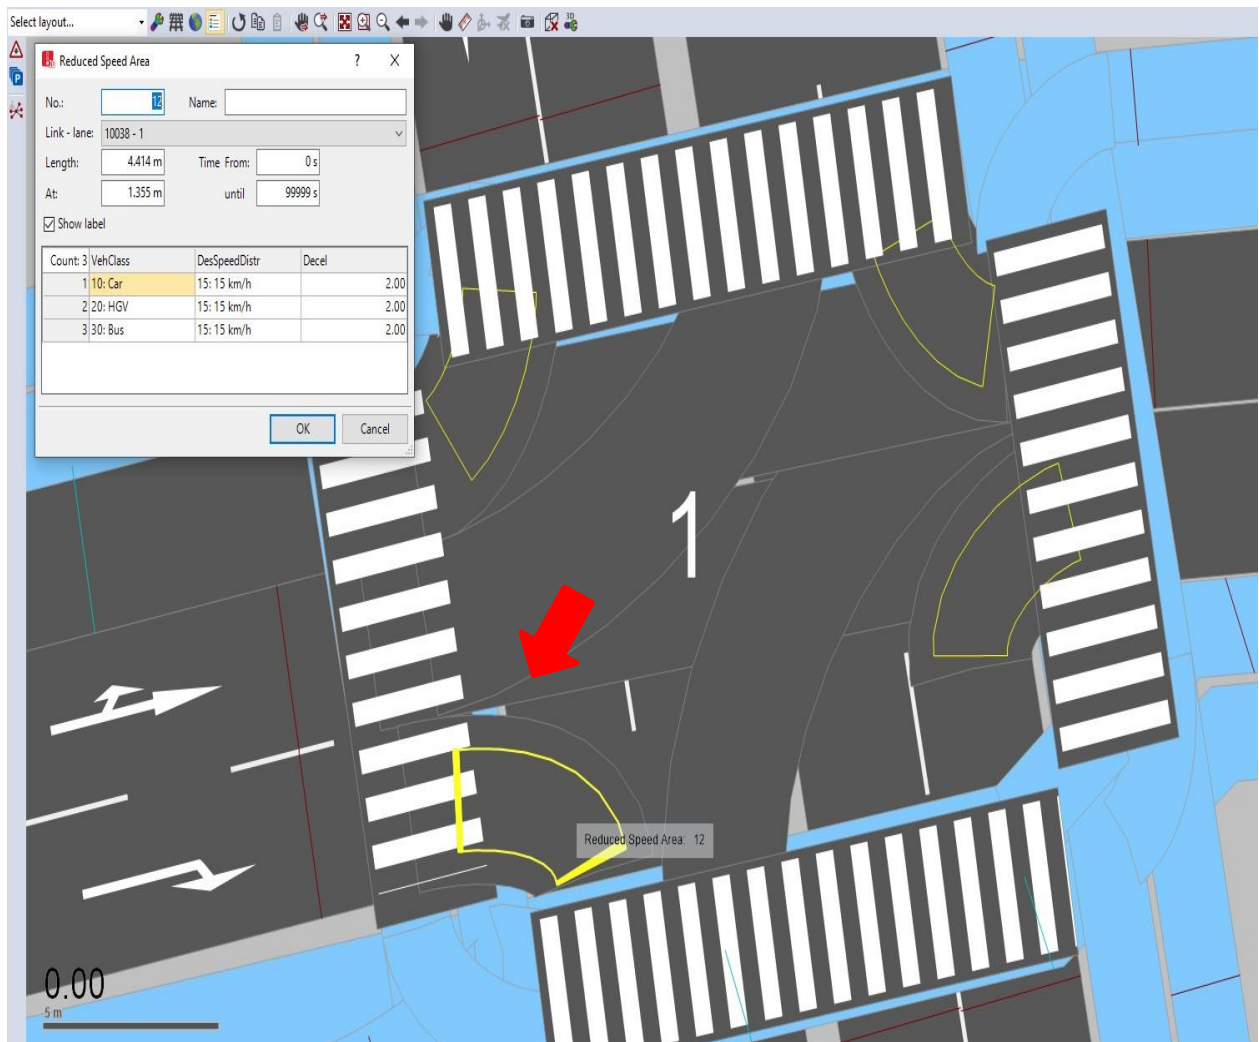 Select layout...
3D
Reduced Speed Area ? X
No.: 12 Name:
Link - lane: 10038 - 1
Length: 4.414 m Time From: 0 s
At: 1.355 m until 99999 s
Show label
Count: 3 VehClass DesSpeedDistr Decel
1 10: Car 15: 15 km/h 2.00
2 20: HGV 15: 15 km/h 2.00
3 30: Bus 15: 15 km/h 2.00
OK Cancel
1
Reduced Speed Area: 12
0.00
5 m